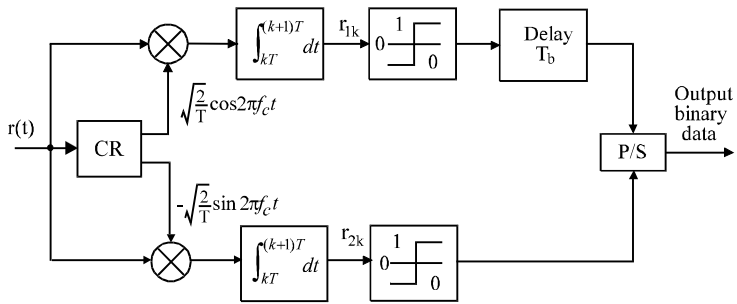 r(t)
CR
√2/T cos2πf_c t
-√2/T sin 2πf_c t
∫_{kT}^{(k+1)T} dt
r_{1k}
1
0
0
Delay
T_b
∫_{kT}^{(k+1)T} dt
r_{2k}
1
0
0
P/S
Output
binary
data